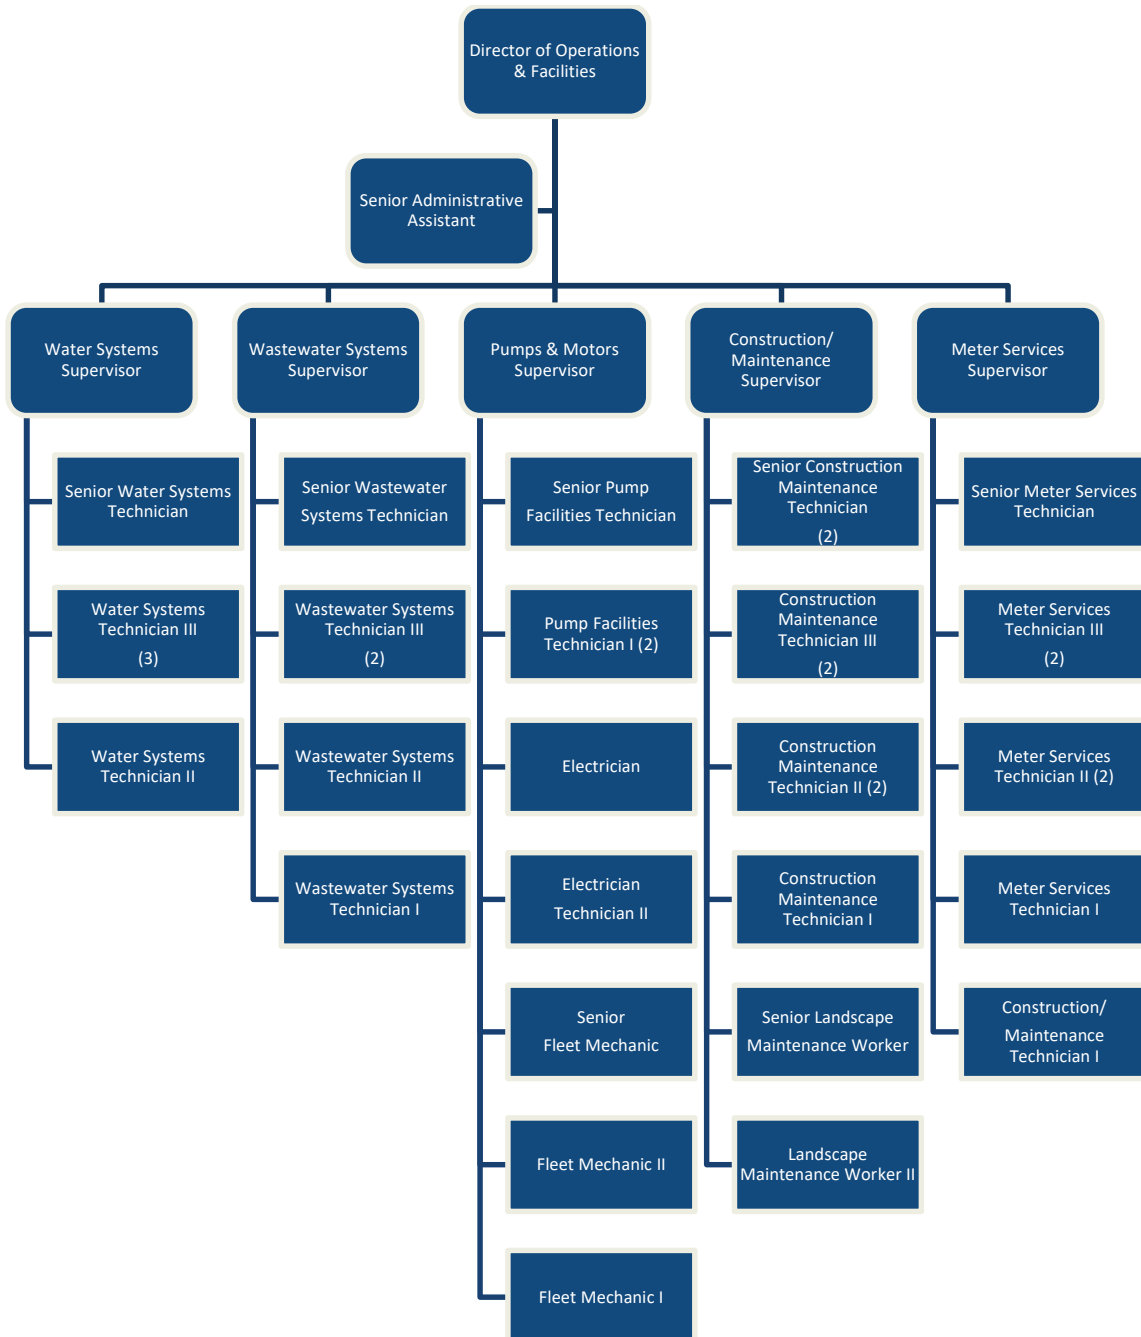 Director of Operations
& Facilities
Senior Administrative
Assistant
Water Systems
Supervisor
Wastewater Systems
Supervisor
Pumps & Motors
Supervisor
Construction/
Maintenance
Supervisor
Meter Services
Supervisor
Senior Water Systems
Technician
Water Systems
Technician III
(3)
Water Systems
Technician II
Senior Wastewater
Systems Technician
Wastewater Systems
Technician III
(2)
Wastewater Systems
Technician II
Wastewater Systems
Technician I
Senior Pump
Facilities Technician
Pump Facilities
Technician I (2)
Electrician
Electrician
Technician II
Senior
Fleet Mechanic
Fleet Mechanic II
Fleet Mechanic I
Senior Construction
Maintenance
Technician
(2)
Construction
Maintenance
Technician III
(2)
Construction
Maintenance
Technician II (2)
Construction
Maintenance
Technician I
Senior Landscape
Maintenance Worker
Landscape
Maintenance Worker II
Senior Meter Services
Technician
Meter Services
Technician III
(2)
Meter Services
Technician II (2)
Meter Services
Technician I
Construction/
Maintenance
Technician I